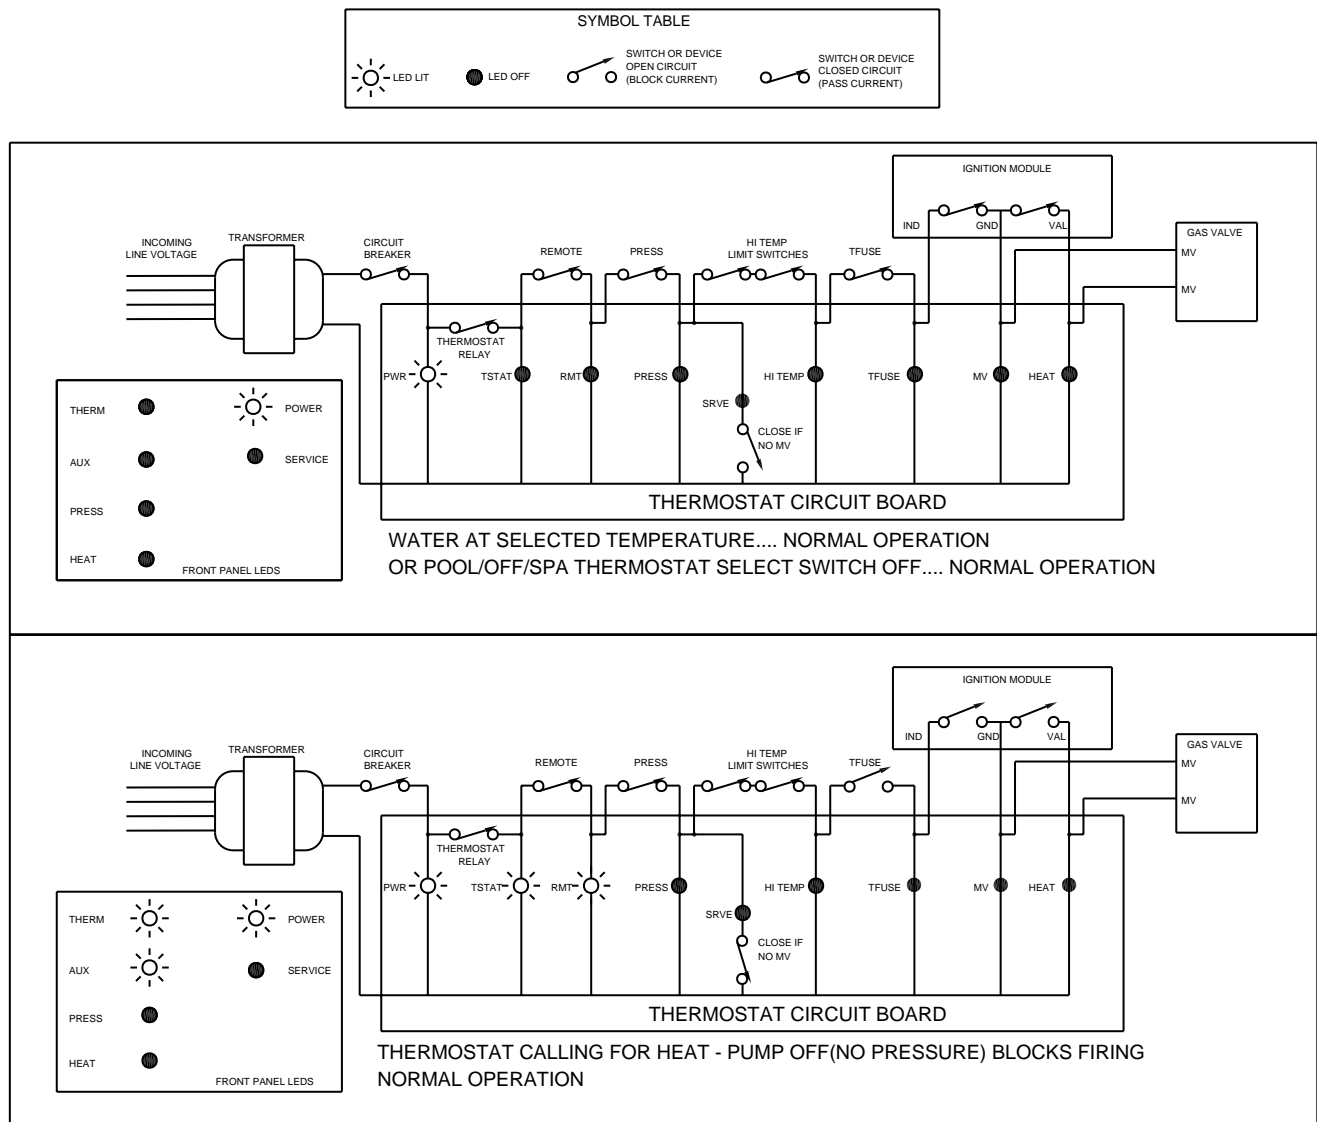 SYMBOL TABLE
LED LIT
LED OFF
SWITCH OR DEVICE
OPEN CIRCUIT
(BLOCK CURRENT)
SWITCH OR DEVICE
CLOSED CIRCUIT
(PASS CURRENT)
IGNITION MODULE
IND
GND
VAL
GAS VALVE
MV
MV
INCOMING
LINE VOLTAGE
TRANSFORMER
CIRCUIT
BREAKER
REMOTE
PRESS
HI TEMP
LIMIT SWITCHES
TFUSE
THERMOSTAT
RELAY
PWR
TSTAT
RMT
PRESS
HI TEMP
TFUSE
MV
HEAT
SRVE
CLOSE IF
NO MV
THERM
POWER
AUX
SERVICE
PRESS
HEAT
FRONT PANEL LEDS
THERMOSTAT CIRCUIT BOARD
WATER AT SELECTED TEMPERATURE.... NORMAL OPERATION
OR POOL/OFF/SPA THERMOSTAT SELECT SWITCH OFF.... NORMAL OPERATION
IGNITION MODULE
IND
GND
VAL
GAS VALVE
MV
MV
INCOMING
LINE VOLTAGE
TRANSFORMER
CIRCUIT
BREAKER
REMOTE
PRESS
HI TEMP
LIMIT SWITCHES
TFUSE
THERMOSTAT
RELAY
PWR
TSTAT
RMT
PRESS
HI TEMP
TFUSE
MV
HEAT
SRVE
CLOSE IF
NO MV
THERM
POWER
AUX
SERVICE
PRESS
HEAT
FRONT PANEL LEDS
THERMOSTAT CIRCUIT BOARD
THERMOSTAT CALLING FOR HEAT - PUMP OFF(NO PRESSURE) BLOCKS FIRING
NORMAL OPERATION